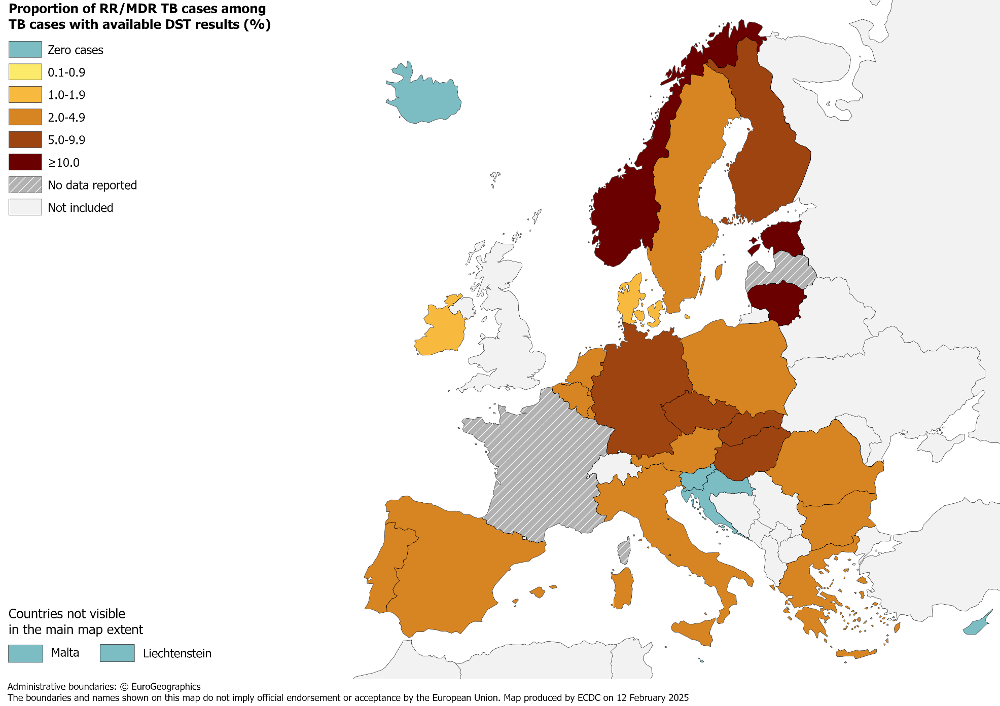 Proportion of RR/MDR TB cases among
TB cases with available DST results (%)
Zero cases
0.1-0.9
1.0-1.9
2.0-4.9
5.0-9.9
≥10.0
No data reported
Not included
Countries not visible
in the main map extent
Malta
Liechtenstein
Administrative boundaries: © EuroGeographics
The boundaries and names shown on this map do not imply official endorsement or acceptance by the European Union. Map produced by ECDC on 12 February 2025